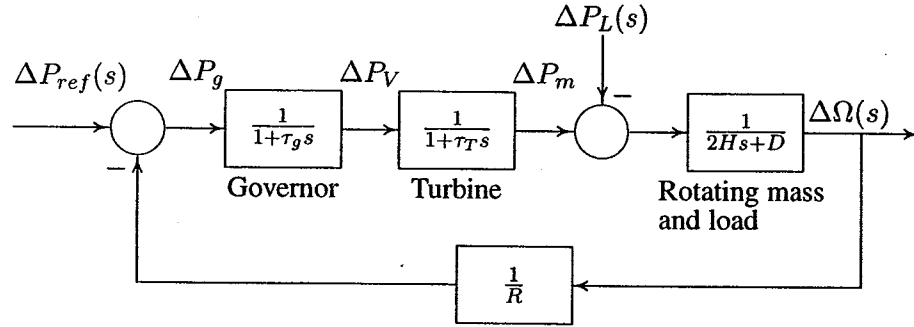 ΔP_L(s)
ΔP_ref(s)
ΔP_g
ΔP_V
ΔP_m
ΔΩ(s)
−
1/(1+τ_g s)
1/(1+τ_T s)
1/(2Hs+D)
−
Governor
Turbine
Rotating mass
and load
1/R